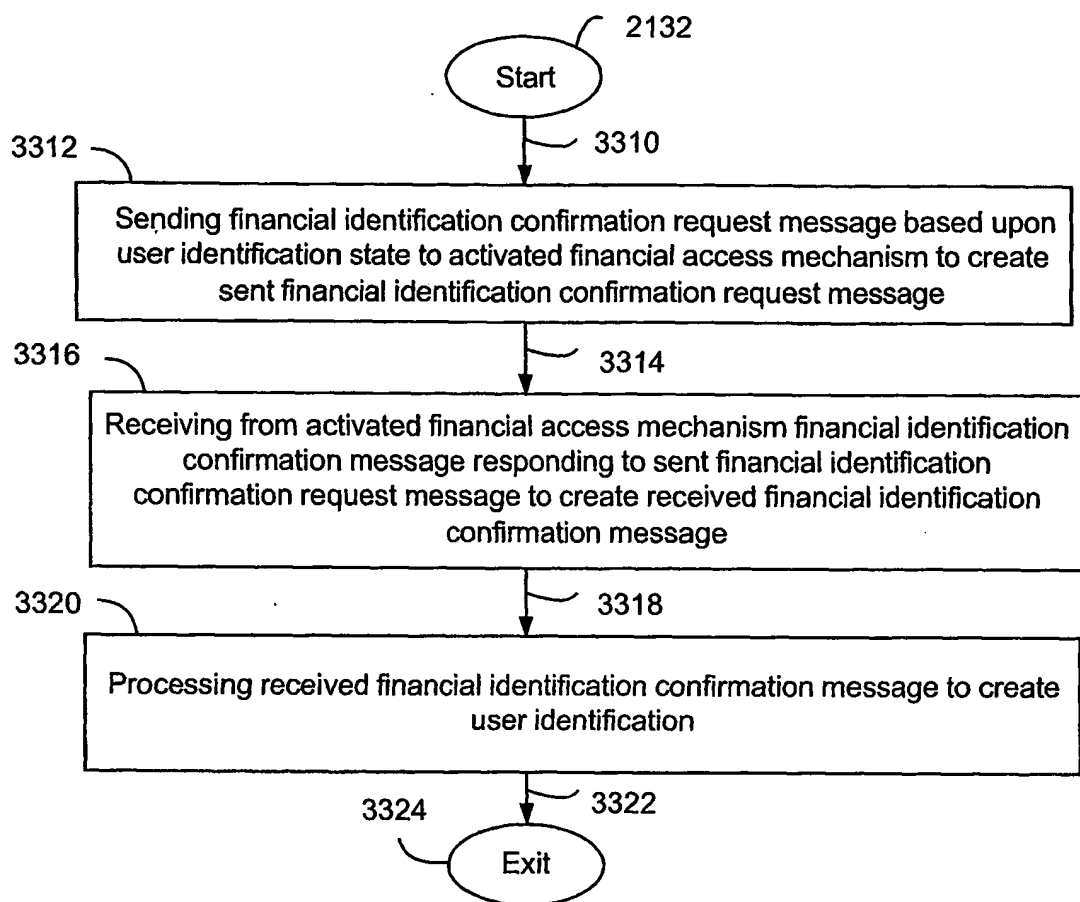 2132
Start
3310
3312
Sending financial identification confirmation request message based upon
user identification state to activated financial access mechanism to create
sent financial identification confirmation request message
3314
3316
Receiving from activated financial access mechanism financial identification
confirmation message responding to sent financial identification
confirmation request message to create received financial identification
confirmation message
3318
3320
Processing received financial identification confirmation message to create
user identification
3322
3324
Exit